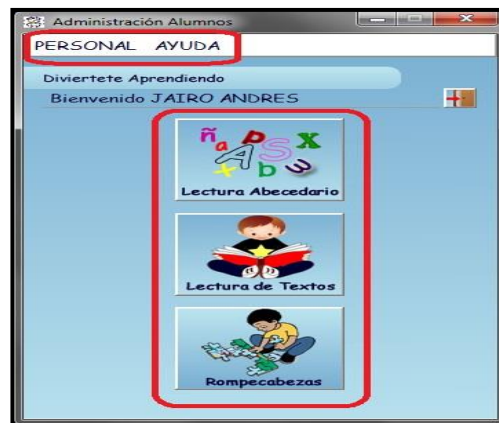 Administración Alumnos
PERSONAL AYUDA
Diviertete Aprendiendo
Bienvenido JAIRO ANDRES
ñ a p S X A x b w
Lectura Abecedario
Lectura de Textos
Rompecabezas